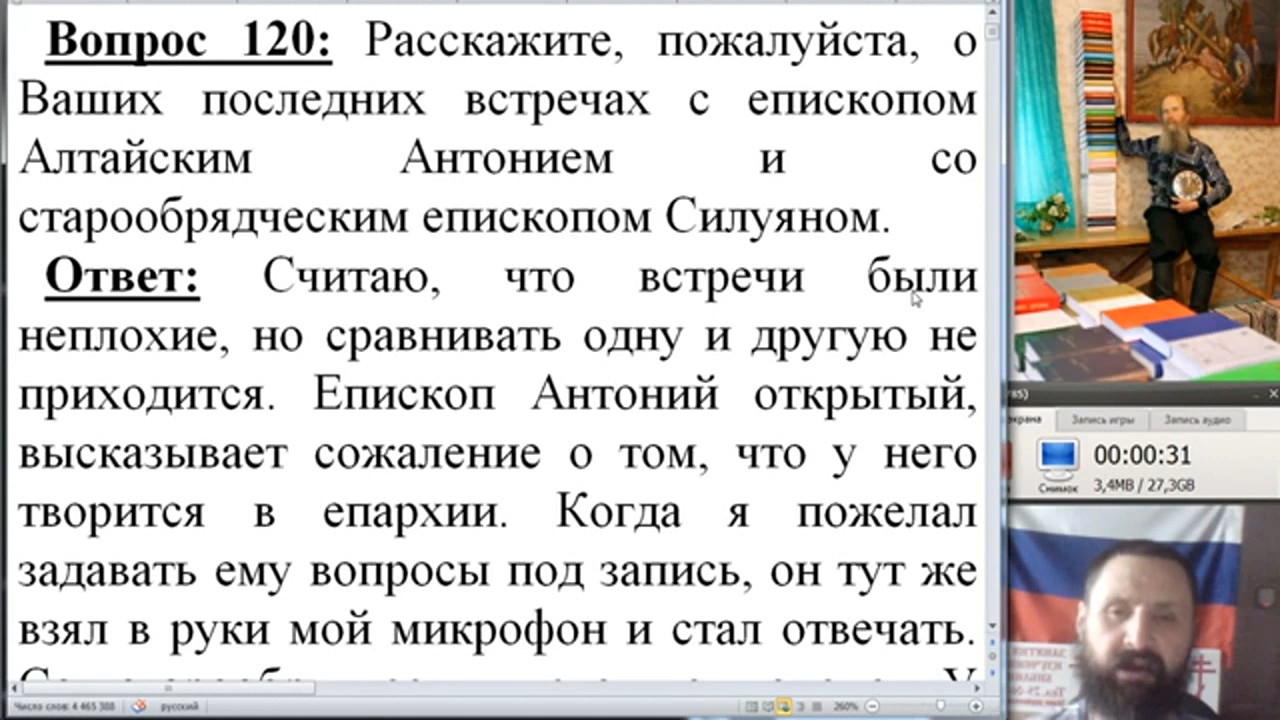 Вопрос 120: Расскажите, пожалуйста, о
Ваших последних встречах с епископом
Алтайским Антонием и со
старообрядческим епископом Силуяном.
Ответ: Считаю, что встречи были
неплохие, но сравнивать одну и другую не
приходится. Епископ Антоний открытый,
высказывает сожаление о том, что у него
творится в епархии. Когда я пожелал
задавать ему вопросы под запись, он тут же
взял в руки мой микрофон и стал отвечать.
Число слов: 4 465 388 русский 260%
экрана Запись игры Запись аудио
00:00:31
Снимок 3,4MB / 27,3GB